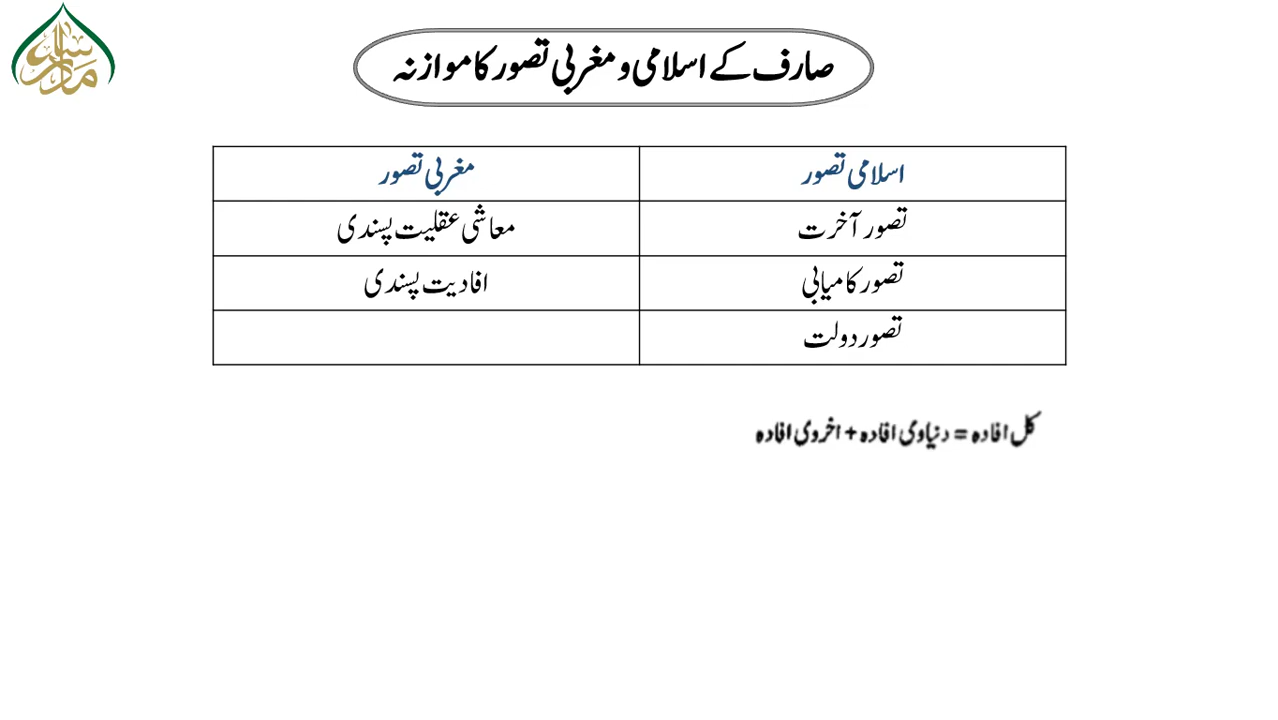 صارف کے اسلامی و مغربی تصور کا موازنہ
اسلامی تصور مغربی تصور
تصور آخرت معاشی عقلیت پسندی
تصور کامیابی افادیت پسندی
تصور دولت
کل افادہ = دنیاوی افادہ + اخروی افادہ